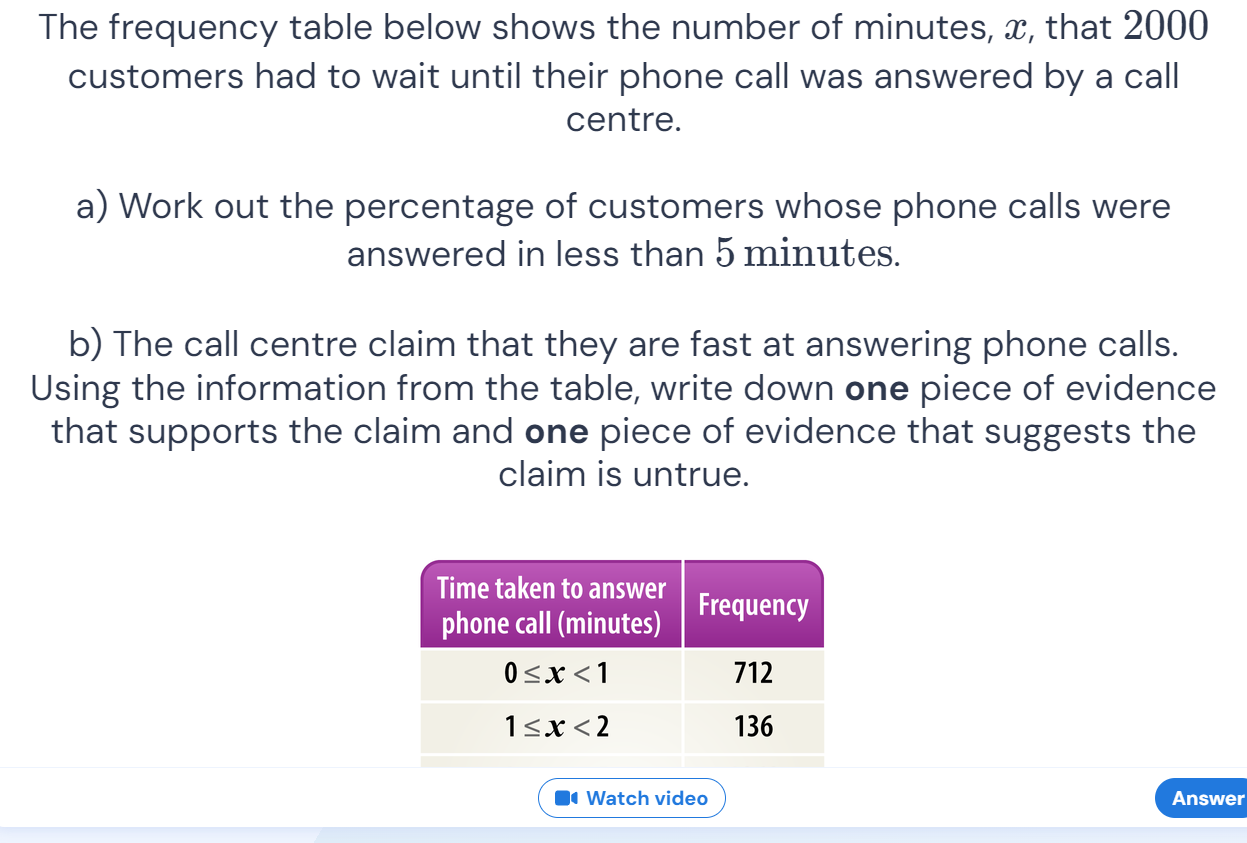 The frequency table below shows the number of minutes, x, that 2000
customers had to wait until their phone call was answered by a call
centre.
a) Work out the percentage of customers whose phone calls were
answered in less than 5 minutes.
b) The call centre claim that they are fast at answering phone calls.
Using the information from the table, write down one piece of evidence
that supports the claim and one piece of evidence that suggests the
claim is untrue.
Time taken to answer
phone call (minutes)
Frequency
0 ≤ x < 1 712
1 ≤ x < 2 136
Watch video
Answer